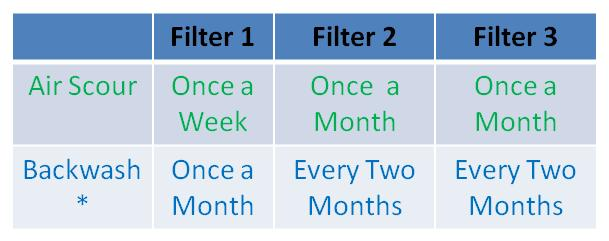 Filter 1 Filter 2 Filter 3
Air Scour Once a Once a Once a
Week Month Month
Backwash Once a Every Two Every Two
* Month Months Months